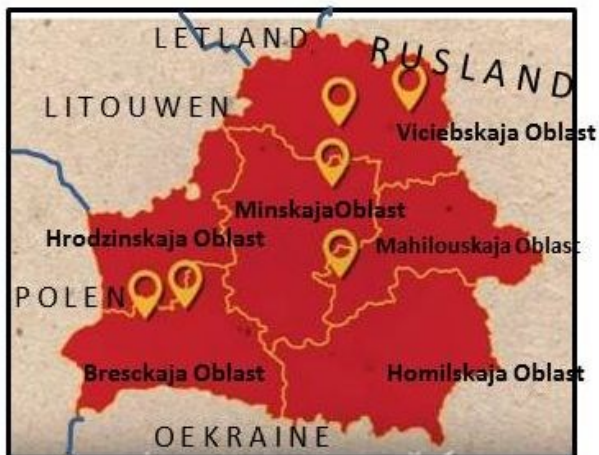 LETLAND
RUSLAND
LITOUWEN
Viciebskaja Oblast
MinskajaOblast
Hrodzinskaja Oblast
Mahilouskaja Oblast
POLEN
Bresckaja Oblast
Homilskaja Oblast
OEKRAINE